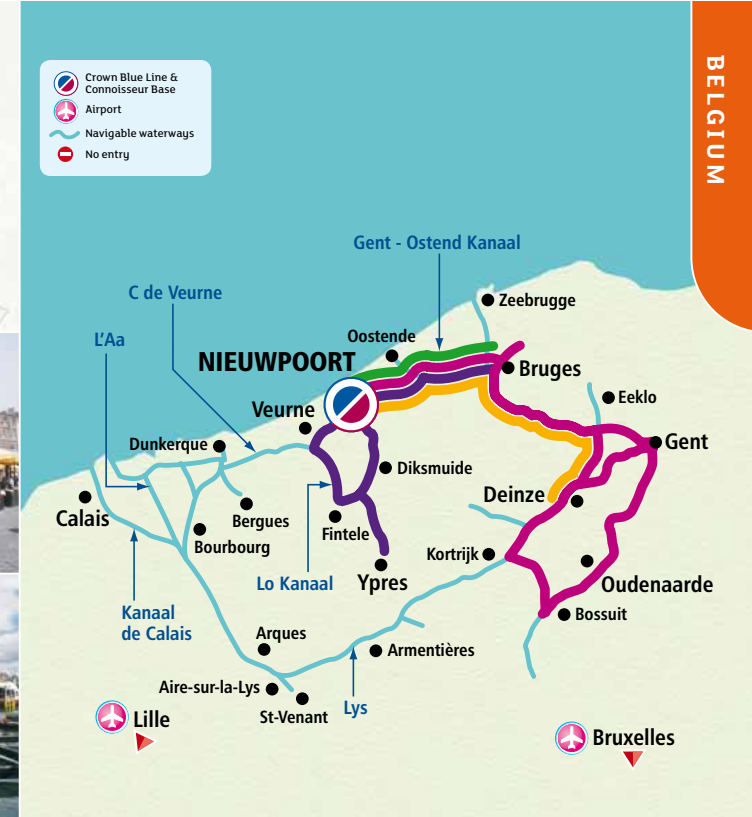 BELGIUM
Crown Blue Line &
Connoisseur Base
Airport
Navigable waterways
No entry
Gent - Ostend Kanaal
C de Veurne
Zeebrugge
L'Aa
Oostende
NIEUWPOORT
Bruges
Veurne
Eeklo
Dunkerque
Gent
Diksmuide
Deinze
Calais
Bergues
Fintele
Bourbourg
Kortrijk
Lo Kanaal
Ypres
Oudenaarde
Kanaal
de Calais
Bossuit
Arques
Armentières
Aire-sur-la-Lys
St-Venant
Lys
Lille
Bruxelles